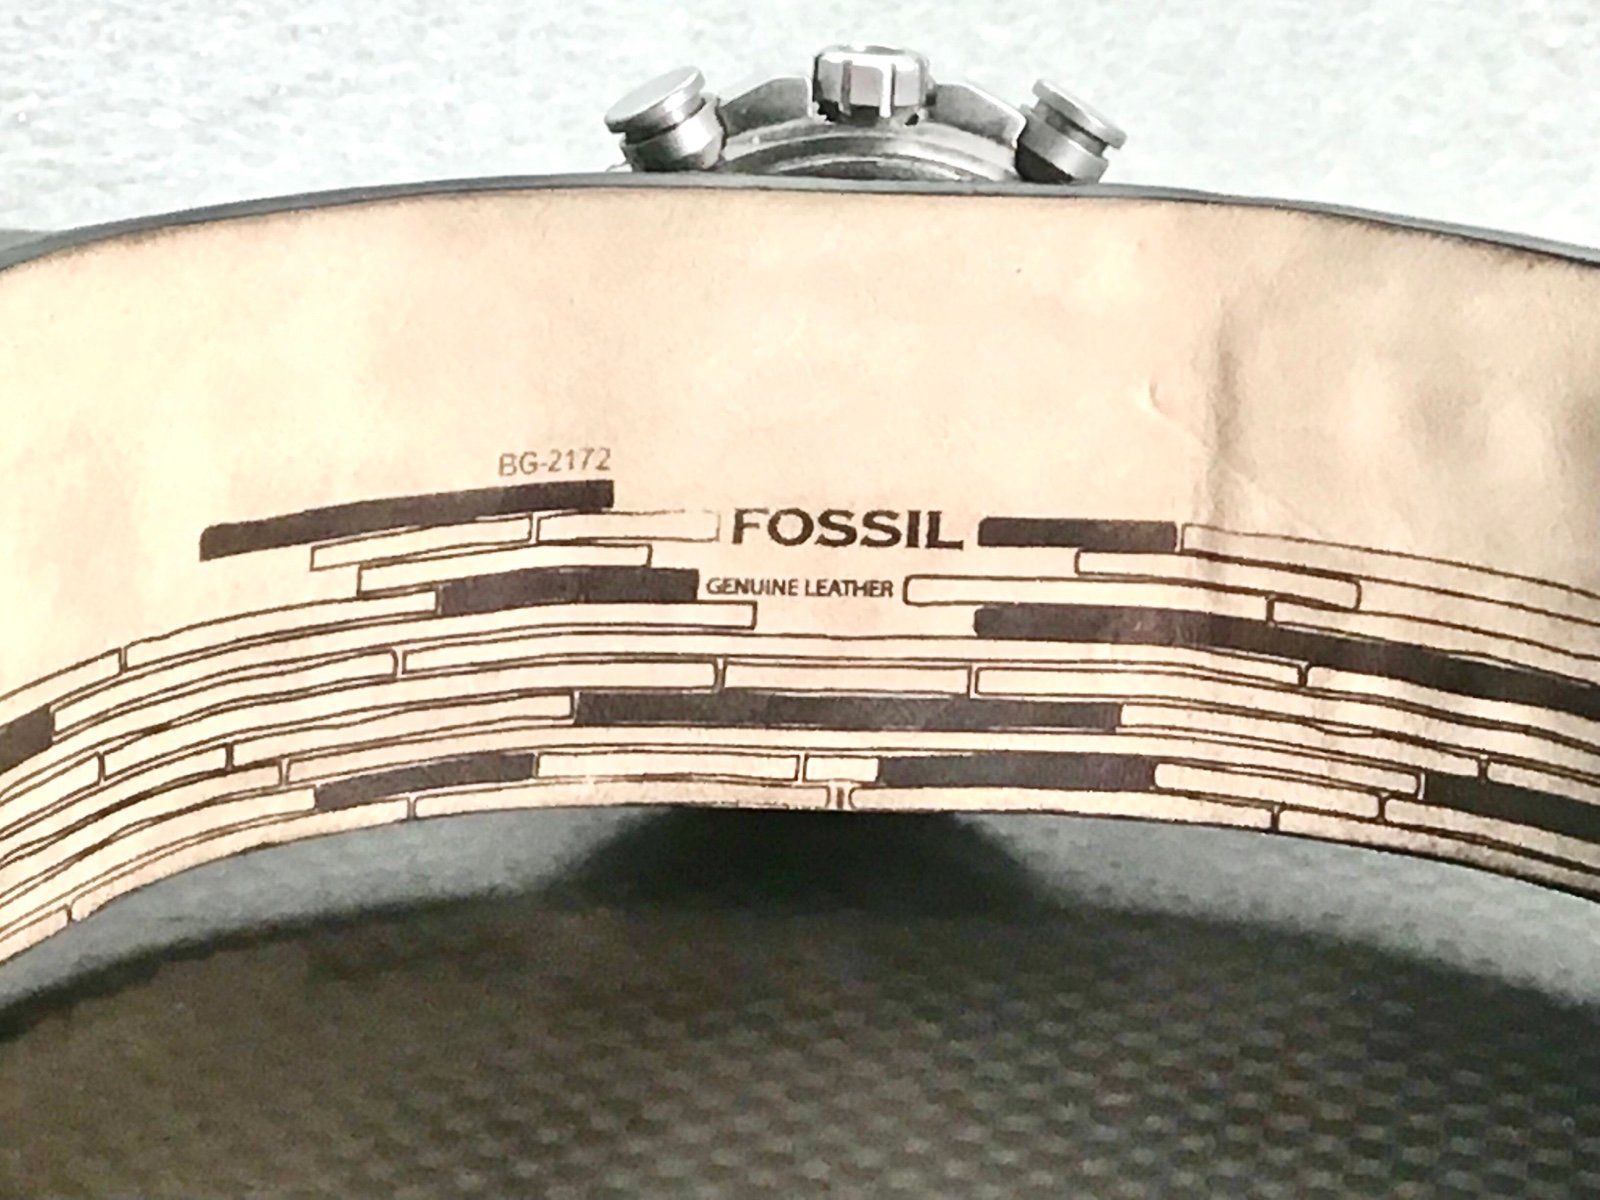 BG-2172
FOSSIL
GENUINE LEATHER